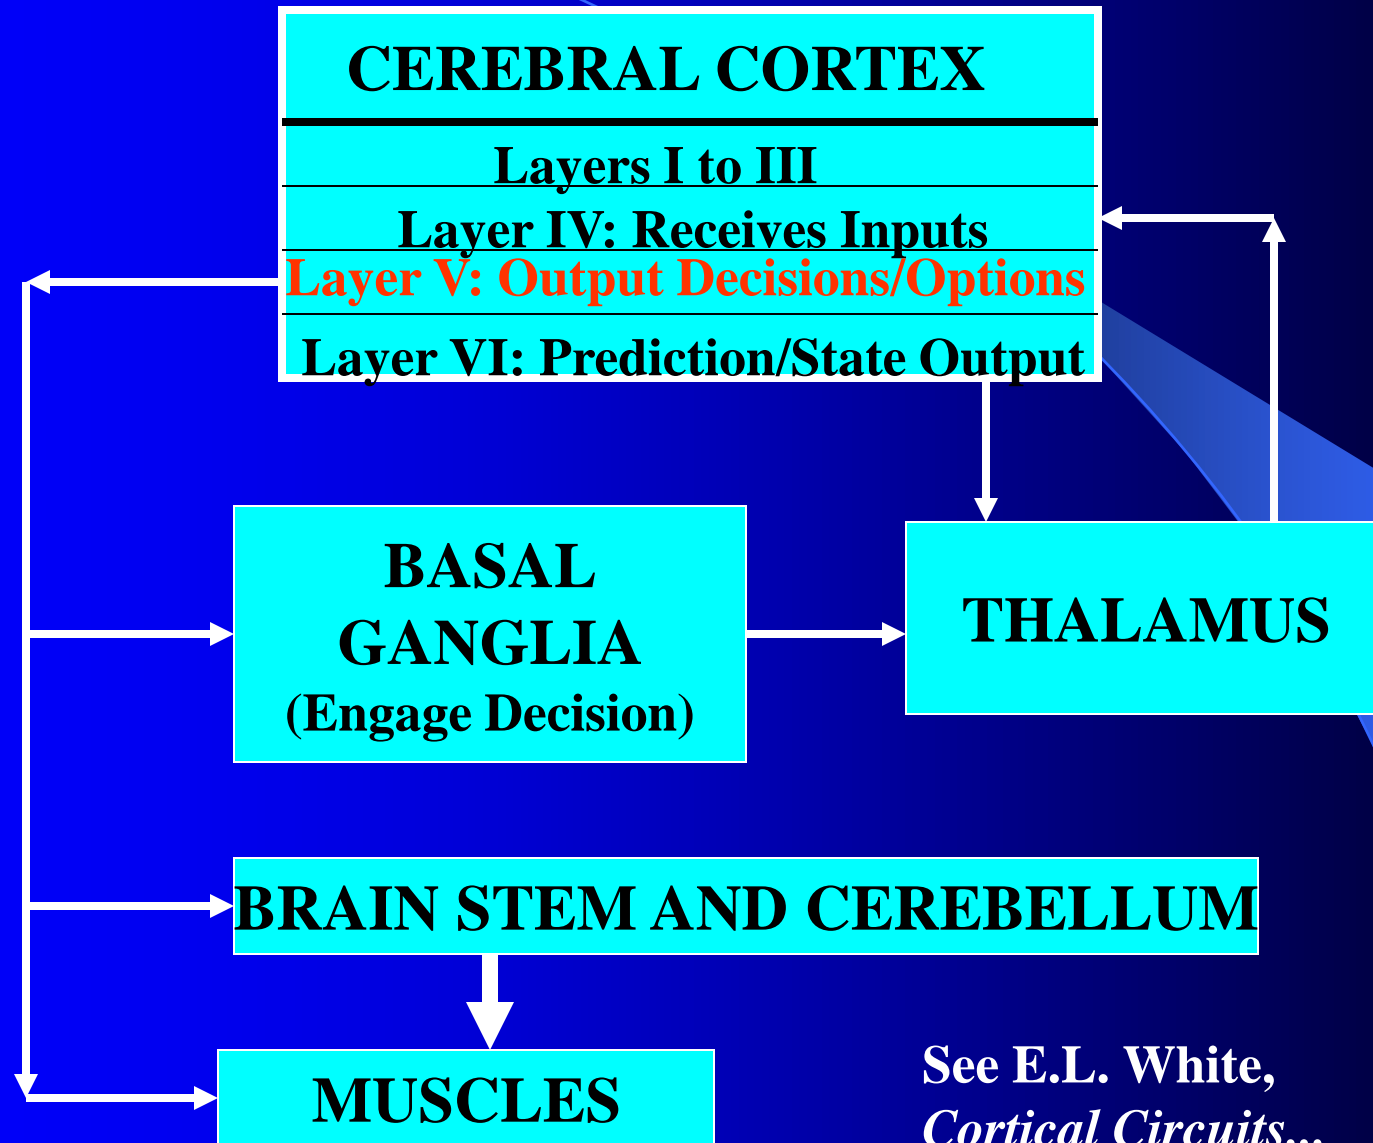 CEREBRAL CORTEX
Layers I to III
Layer IV: Receives Inputs
Layer V: Output Decisions/Options
Layer VI: Prediction/State Output
BASAL
GANGLIA
(Engage Decision)
THALAMUS
BRAIN STEM AND CEREBELLUM
MUSCLES
See E.L. White,
Cortical Circuits...